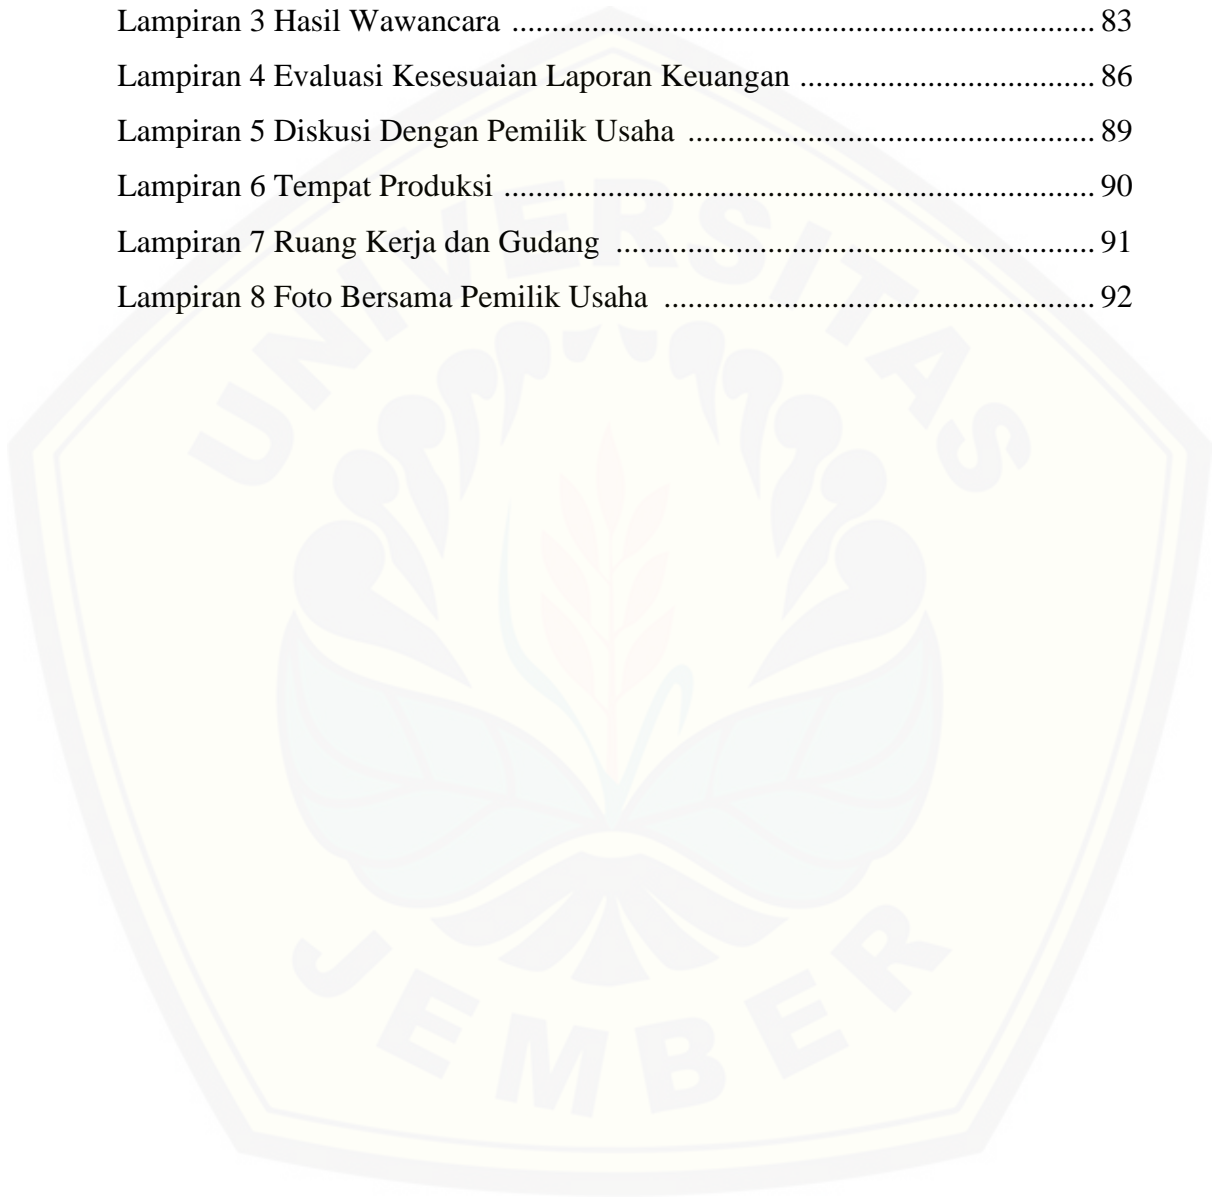 Lampiran 3 Hasil Wawancara ........................................................................ 83
Lampiran 4 Evaluasi Kesesuaian Laporan Keuangan .................................... 86
Lampiran 5 Diskusi Dengan Pemilik Usaha .................................................. 89
Lampiran 6 Tempat Produksi ......................................................................... 90
Lampiran 7 Ruang Kerja dan Gudang ........................................................... 91
Lampiran 8 Foto Bersama Pemilik Usaha ..................................................... 92
UNIVERSITAS
JEMBER